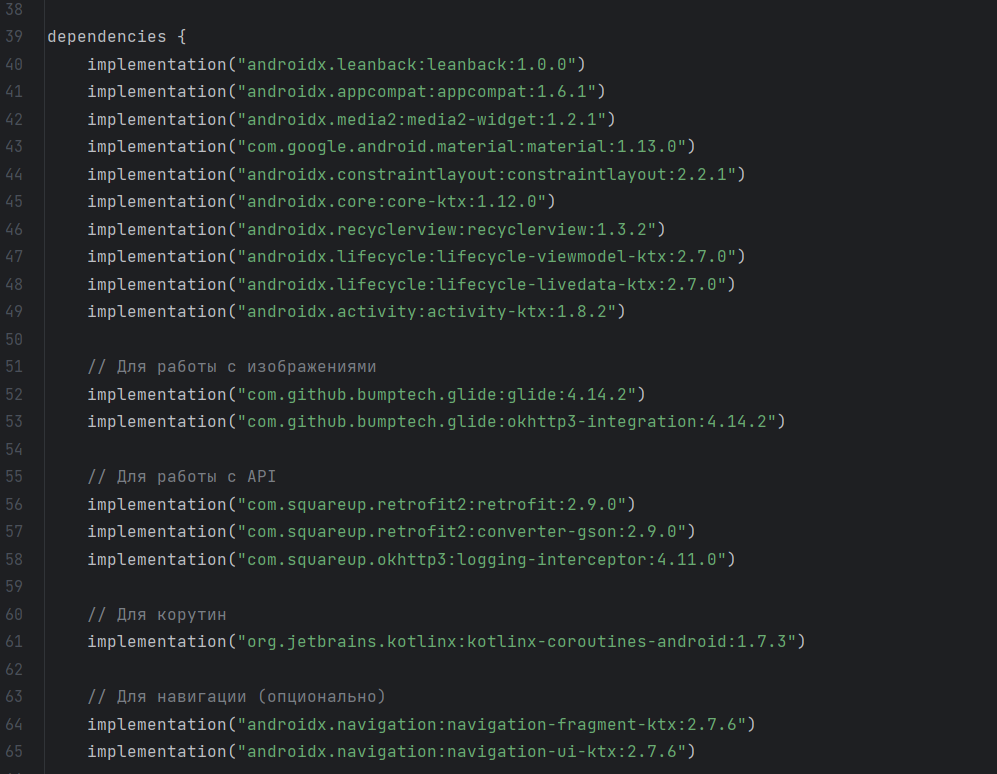 38
39 dependencies {
40     implementation("androidx.leanback:leanback:1.0.0")
41     implementation("androidx.appcompat:appcompat:1.6.1")
42     implementation("androidx.media2:media2-widget:1.2.1")
43     implementation("com.google.android.material:material:1.13.0")
44     implementation("androidx.constraintlayout:constraintlayout:2.2.1")
45     implementation("androidx.core:core-ktx:1.12.0")
46     implementation("androidx.recyclerview:recyclerview:1.3.2")
47     implementation("androidx.lifecycle:lifecycle-viewmodel-ktx:2.7.0")
48     implementation("androidx.lifecycle:lifecycle-livedata-ktx:2.7.0")
49     implementation("androidx.activity:activity-ktx:1.8.2")
50
51     // Для работы с изображениями
52     implementation("com.github.bumptech.glide:glide:4.14.2")
53     implementation("com.github.bumptech.glide:okhttp3-integration:4.14.2")
54
55     // Для работы с API
56     implementation("com.squareup.retrofit2:retrofit:2.9.0")
57     implementation("com.squareup.retrofit2:converter-gson:2.9.0")
58     implementation("com.squareup.okhttp3:logging-interceptor:4.11.0")
59
60     // Для корутин
61     implementation("org.jetbrains.kotlinx:kotlinx-coroutines-android:1.7.3")
62
63     // Для навигации (опционально)
64     implementation("androidx.navigation:navigation-fragment-ktx:2.7.6")
65     implementation("androidx.navigation:navigation-ui-ktx:2.7.6")